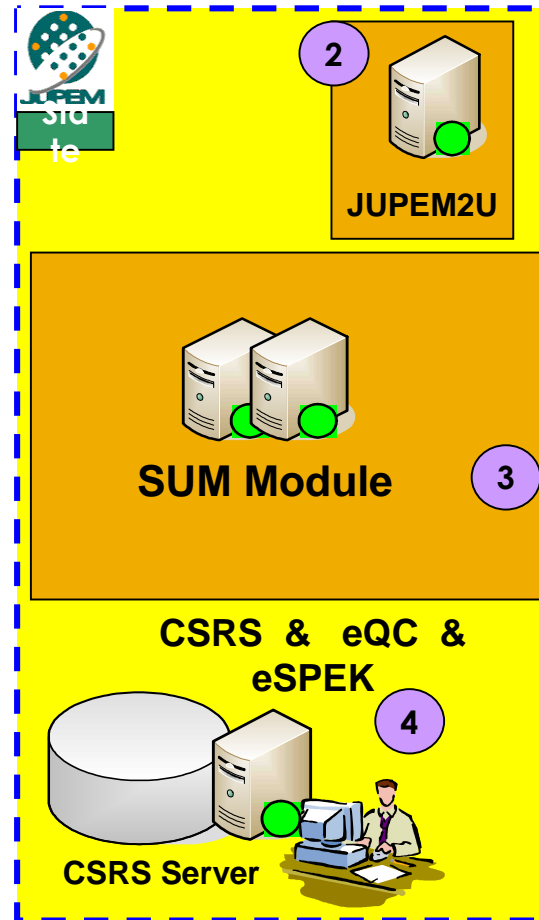 2
JUPEM
Sta
te
JUPEM2U
SUM Module
3
CSRS & eQC &
eSPEK
4
CSRS Server